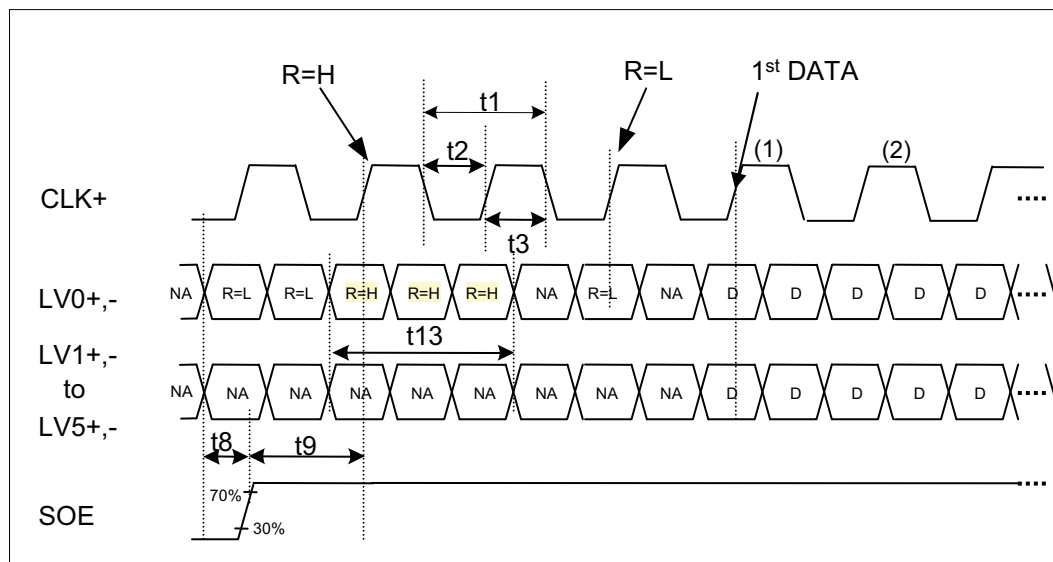 R=H
R=L
1st DATA
t1
t2
(1)
(2)
CLK+
t3
LV0+,-
NA R=L R=L R=H R=H R=H NA R=L NA D D D D D
t13
LV1+,-
to
LV5+,-
NA NA NA NA NA NA NA NA NA D D D D D
t8
t9
70%
SOE
30%